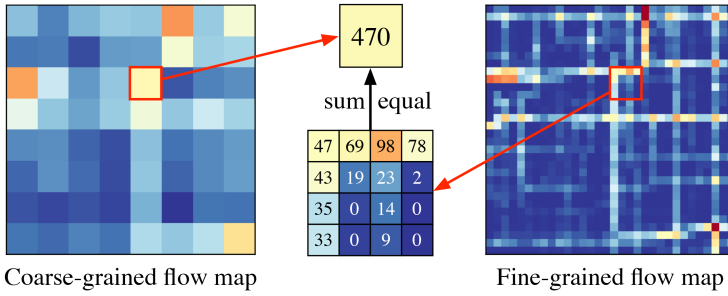 470
sum equal
47 69 98 78
43 19 23 2
35 0 14 0
33 0 9 0
Coarse-grained flow map
Fine-grained flow map